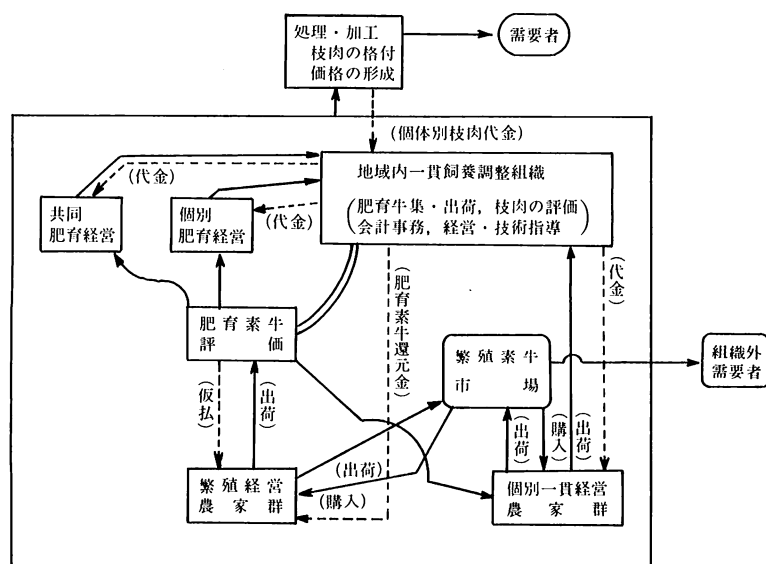 処理・加工
枝肉の格付
価格の形成
需要者
(個体別枝肉代金)
地域内一貫飼養調整組織
(肥育牛集・出荷，枝肉の評価
会計事務，経営・技術指導)
(代金)
(代金)
共同
肥育経営
個別
肥育経営
(肥育素牛還元金)
(代金)
肥育素牛
評価
繁殖素牛
市場
組織外
需要者
(仮払)
(出荷)
(出荷)
(購入)
(出荷)
(出荷)
(購入)
繁殖経営
農家群
個別一貫経営
農家群